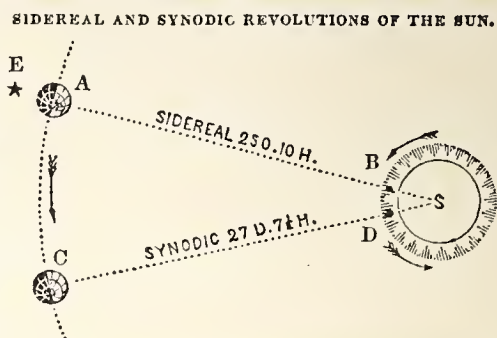 SIDEREAL AND SYNODIC REVOLUTIONS OF THE SUN.
E
A
SIDEREAL 25D.10H.
B
S
D
SYNODIC 27 D.7½H.
C